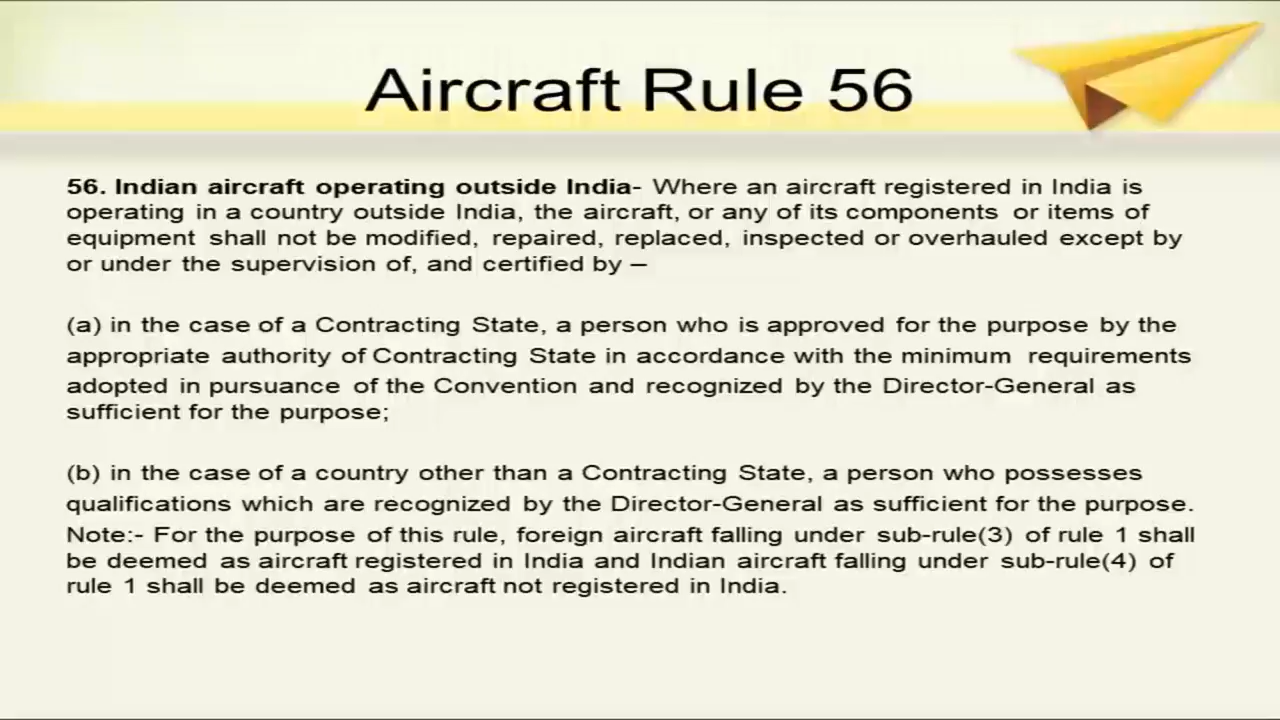 Aircraft Rule 56
56. Indian aircraft operating outside India- Where an aircraft registered in India is
operating in a country outside India, the aircraft, or any of its components or items of
equipment shall not be modified, repaired, replaced, inspected or overhauled except by
or under the supervision of, and certified by –
(a) in the case of a Contracting State, a person who is approved for the purpose by the
appropriate authority of Contracting State in accordance with the minimum requirements
adopted in pursuance of the Convention and recognized by the Director-General as
sufficient for the purpose;
(b) in the case of a country other than a Contracting State, a person who possesses
qualifications which are recognized by the Director-General as sufficient for the purpose.
Note:- For the purpose of this rule, foreign aircraft falling under sub-rule(3) of rule 1 shall
be deemed as aircraft registered in India and Indian aircraft falling under sub-rule(4) of
rule 1 shall be deemed as aircraft not registered in India.